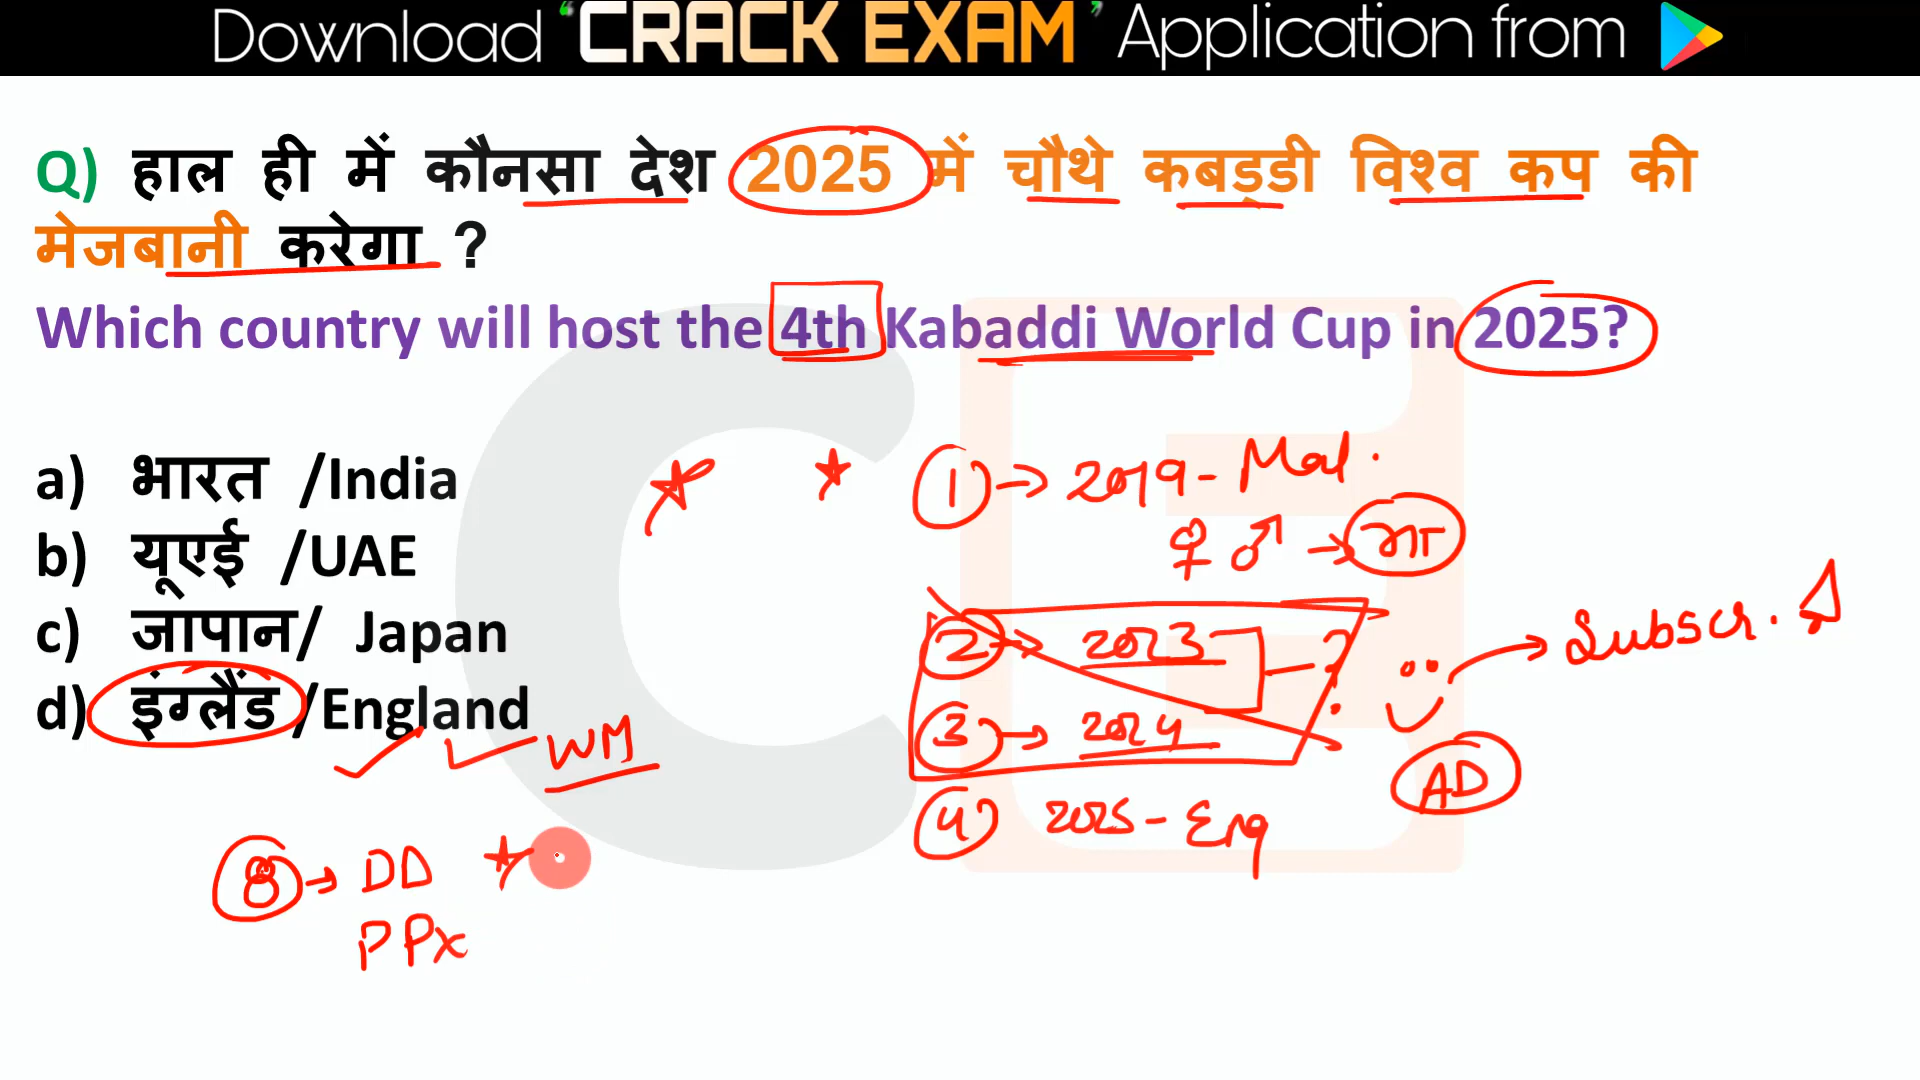 Download "CRACK EXAM" Application from
Q) हाल ही में कौनसा देश 2025 में चौथे कबड्डी विश्व कप की
मेजबानी करेगा ?
Which country will host the 4th Kabaddi World Cup in 2025?
a) भारत /India
b) यूएई /UAE
c) जापान/ Japan
d) इंग्लैंड /England
WM
8 → DD
PPx
1 → 2019 - Mal.
♀ ♂ →
2 → 2023 - ?
3 → 2024
4 2025 - Eng
Subscr.
AD